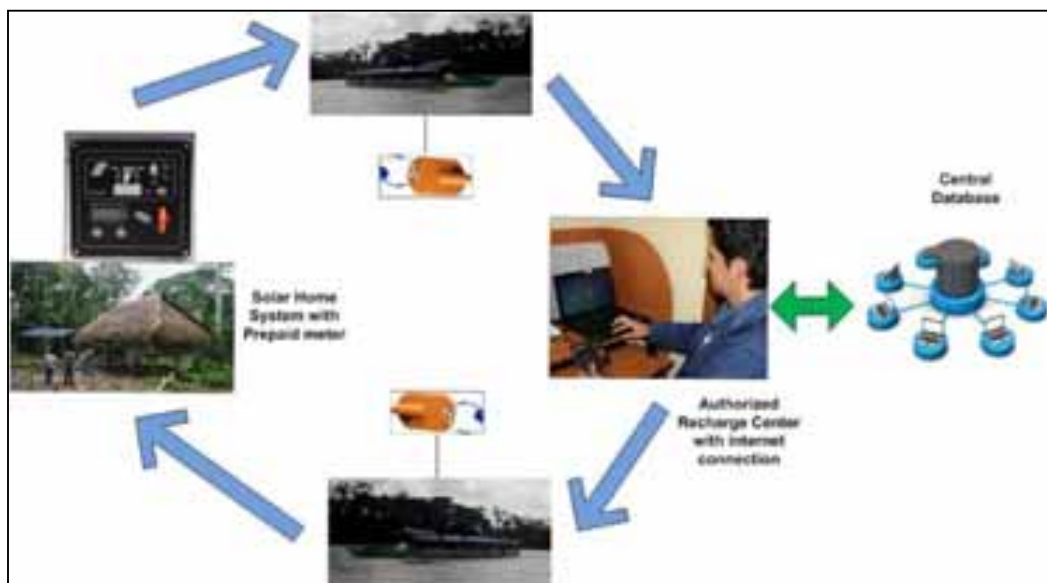 Central
Database
Solar Home
System with
Prepaid meter
Authorized
Recharge Center
with internet
connection